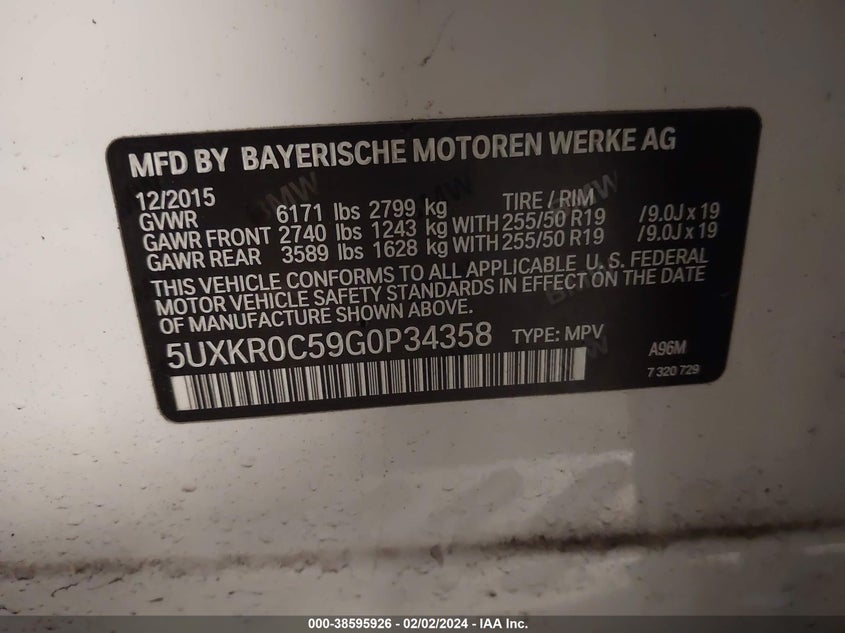 MFD BY BAYERISCHE MOTOREN WERKE AG
12/2015 TIRE / RIM
GVWR 6171 lbs 2799 kg
GAWR FRONT 2740 lbs 1243 kg WITH 255/50 R19 /9.0J x 19
GAWR REAR 3589 lbs 1628 kg WITH 255/50 R19 /9.0J x 19
THIS VEHICLE CONFORMS TO ALL APPLICABLE U. S. FEDERAL
MOTOR VEHICLE SAFETY STANDARDS IN EFFECT ON THE DATE
OF MANUFACTURE SHOWN ABOVE.
5UXKR0C59G0P34358 TYPE: MPV A96M
7 320 729
BMW
BMW
BMW
000-38595926 - 02/02/2024 - IAA Inc.